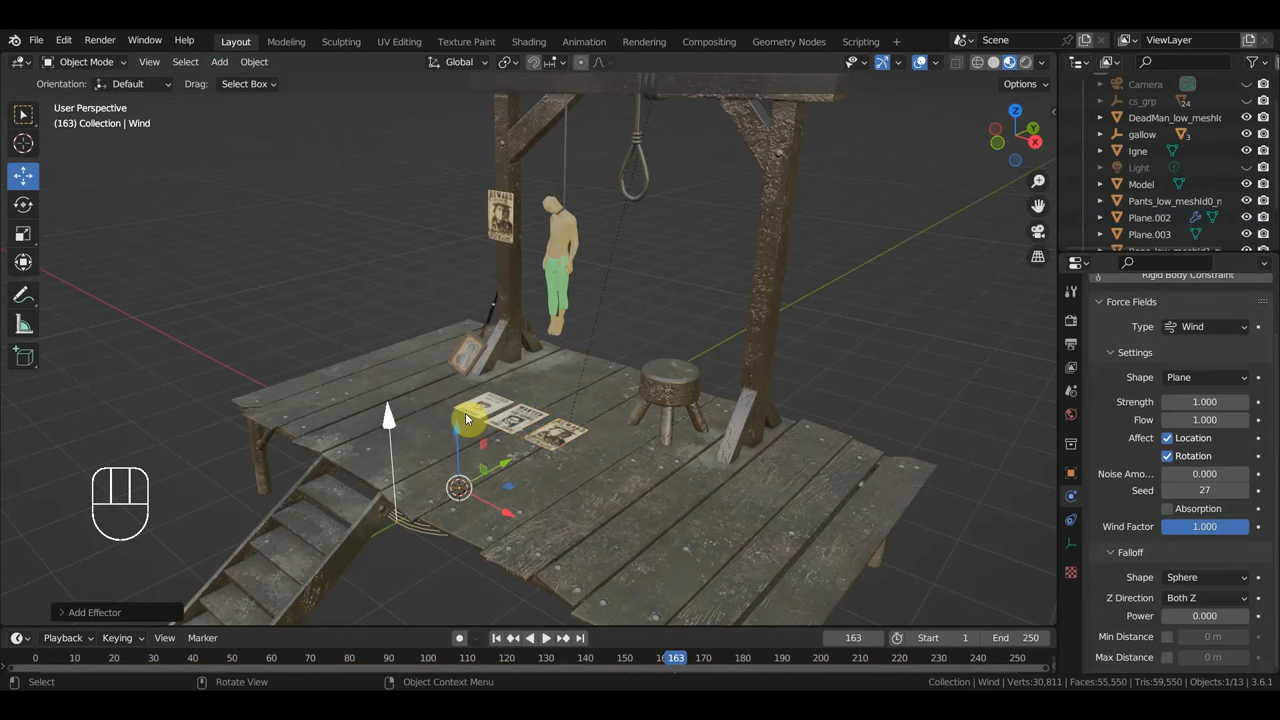 File Edit Render Window Help
Layout Modeling Sculpting UV Editing Texture Paint Shading Animation Rendering Compositing Geometry Nodes Scripting +
Scene
ViewLayer
Object Mode View Select Add Object
Global
Orientation: Default Drag: Select Box
Options
User Perspective
(163) Collection | Wind
Z
Y
X
Camera
cs_grp 24
DeadMan_low_meshId
gallow 3
Igne
Light
Model
Pants_low_meshId0_n
Plane.002
Plane.003
Rigid Body Constraint
Force Fields
Type Wind
Settings
Shape Plane
Strength 1.000
Flow 1.000
Affect Location
Rotation
Noise Amo... 0.000
Seed 27
Absorption
Wind Factor 1.000
Falloff
Shape Sphere
Z Direction Both Z
Power 0.000
Min Distance 0 m
Max Distance 0 m
Add Effector
Playback Keying View Marker
163
Start 1
End 250
0 10 20 30 40 50 60 70 80 90 100 110 120 130 140 150 163 170 180 190 200 210 220 230 240 250
Select
Rotate View
Object Context Menu
Collection | Wind | Verts:30,811 | Faces:55,550 | Tris:59,550 | Objects:1/13 | 3.6.1